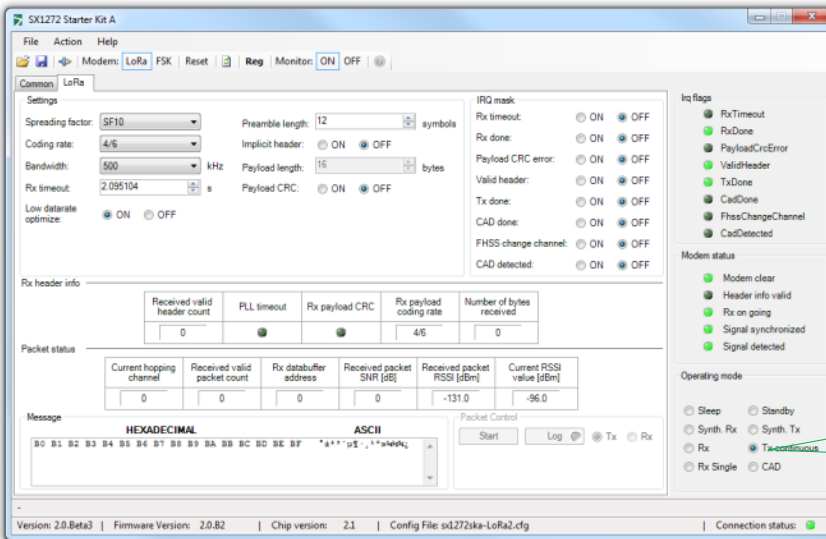 SX1272 Starter Kit A
File Action Help
Modem: LoRa FSK Reset Reg Monitor: ON OFF
Common LoRa
Settings
Spreading factor: SF10
Coding rate: 4/6
Bandwidth: 500 kHz
Rx timeout: 2.095104 s
Low datarate
optimize: ON OFF
Preamble length: 12 symbols
Implicit header: ON OFF
Payload length: 16 bytes
Payload CRC: ON OFF
IRQ mask
Rx timeout: ON OFF
Rx done: ON OFF
Payload CRC error: ON OFF
Valid header: ON OFF
Tx done: ON OFF
CAD done: ON OFF
FHSS change channel: ON OFF
CAD detected: ON OFF
Irq flags
RxTimeout
RxDone
PayloadCrcError
ValidHeader
TxDone
CadDone
FhssChangeChannel
CadDetected
Modem status
Modem clear
Header info valid
Rx on going
Signal synchronized
Signal detected
Operating mode
Sleep Standby
Synth. Rx Synth. Tx
Rx Tx continuous
Rx Single CAD
Rx header info
Received valid
header count
0
PLL timeout
Rx payload CRC
Rx payload
coding rate
4/6
Number of bytes
received
0
Packet status
Current hopping
channel
0
Received valid
packet count
0
Rx databuffer
address
0
Received packet
SNR [dB]
0
Received packet
RSSI [dBm]
-131.0
Current RSSI
value [dBm]
-96.0
Message
HEXADECIMAL ASCII
B0 B1 B2 B3 B4 B5 B6 B7 B8 B9 BA BB BC BD BE BF
Packet Control
Start Log Tx Rx
-
Version: 2.0.Beta3 | Firmware Version: 2.0.B2 | Chip version: 2.1 | Config File: sx1272ska-LoRa2.cfg | Connection status: